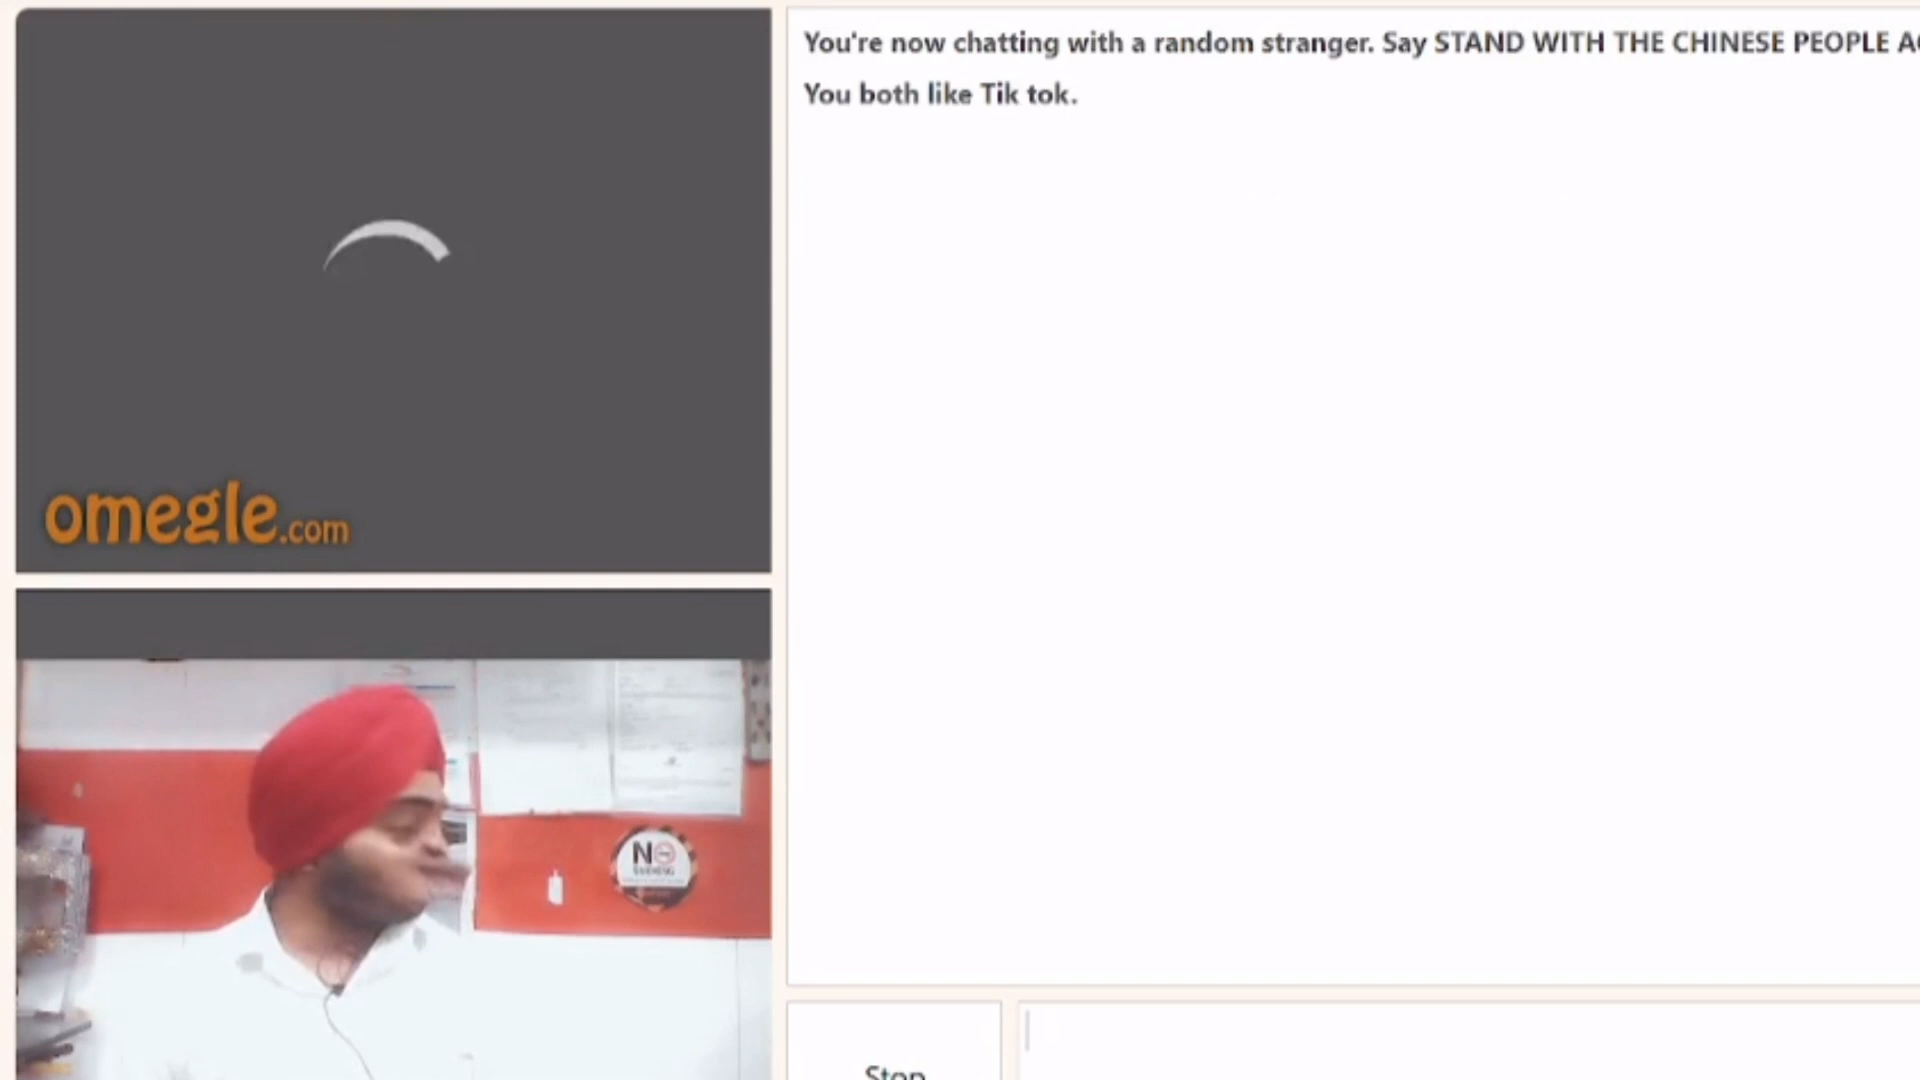 You're now chatting with a random stranger. Say STAND WITH THE CHINESE PEOPLE
You both like Tik tok.
omegle.com
NO
Stop